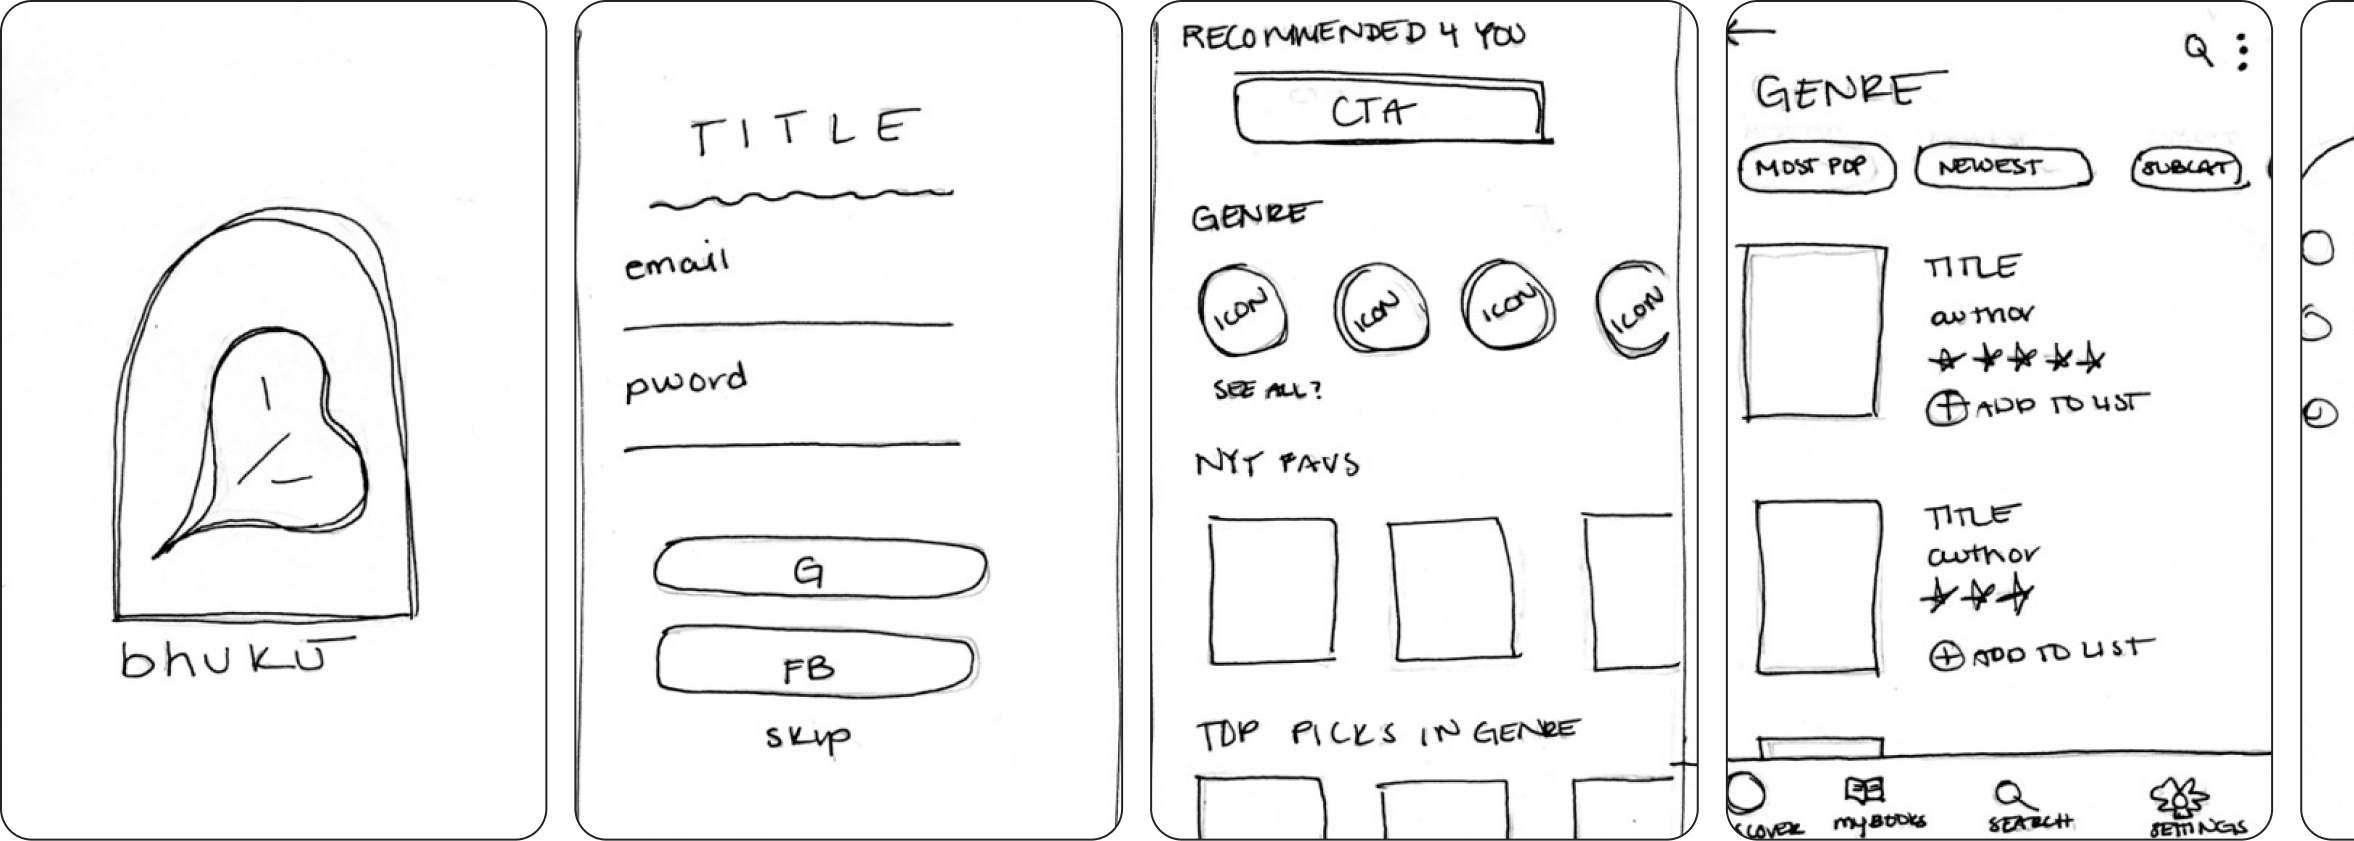 bhukū
TITLE
email
pword
G
FB
skip
RECOMMENDED 4 YOU
CTA
GENRE
ICON ICON ICON ICON
SEE ALL?
NYT FAVS
TOP PICKS IN GENRE
GENRE
MOST POP NEWEST SUBCAT
TITLE
author
ADD TO LIST
TITLE
author
ADD TO LIST
SCOVER MY BOOKS SEARCH SETTINGS